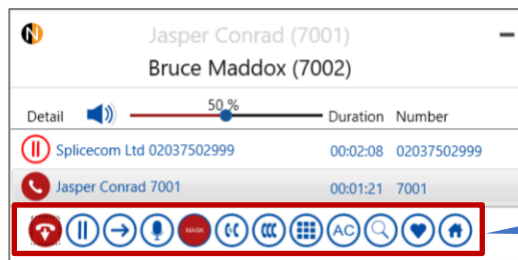 Jasper Conrad (7001)
Bruce Maddox (7002)
50 %
Detail Duration Number
Splicecom Ltd 02037502999 00:02:08 02037502999
Jasper Conrad 7001 00:01:21 7001
MASK AC